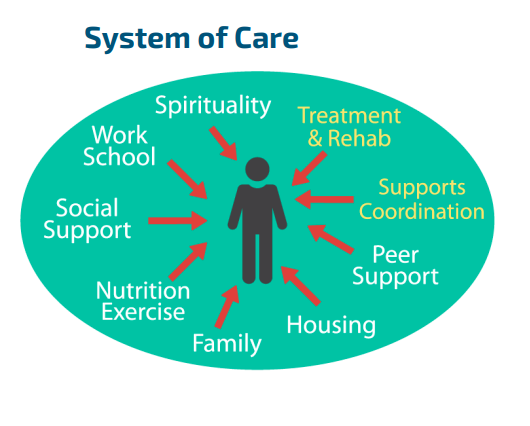 System of Care
Spirituality
Treatment
& Rehab
Work
School
Supports
Coordination
Social
Support
Peer
Support
Nutrition
Exercise
Housing
Family